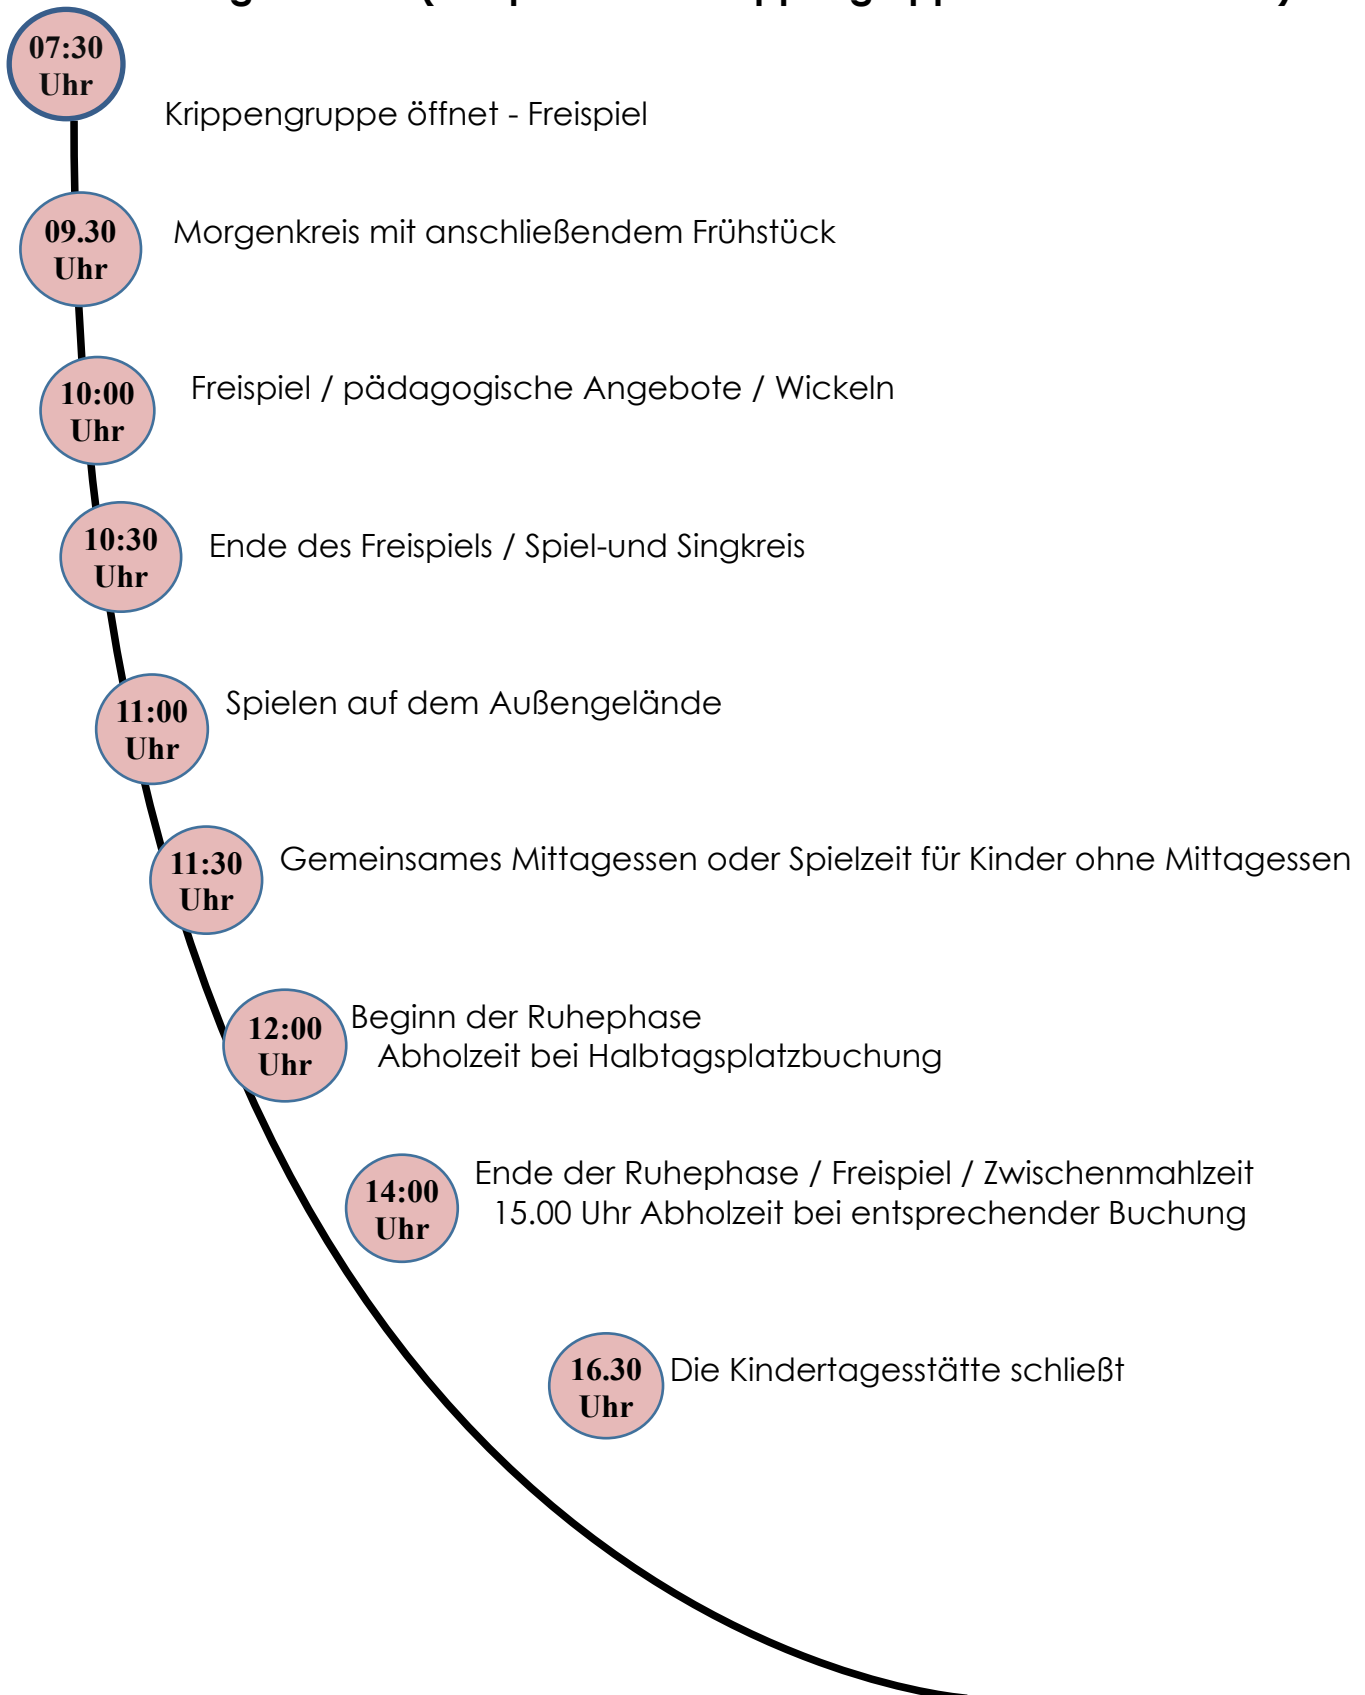 07:30
Uhr
Krippengruppe öffnet - Freispiel
09.30
Uhr
Morgenkreis mit anschließendem Frühstück
10:00
Uhr
Freispiel / pädagogische Angebote / Wickeln
10:30
Uhr
Ende des Freispiels / Spiel-und Singkreis
11:00
Uhr
Spielen auf dem Außengelände
11:30
Uhr
Gemeinsames Mittagessen oder Spielzeit für Kinder ohne Mittagessen
12:00
Uhr
Beginn der Ruhephase
Abholzeit bei Halbtagsplatzbuchung
14:00
Uhr
Ende der Ruhephase / Freispiel / Zwischenmahlzeit
15.00 Uhr Abholzeit bei entsprechender Buchung
16.30
Uhr
Die Kindertagesstätte schließt